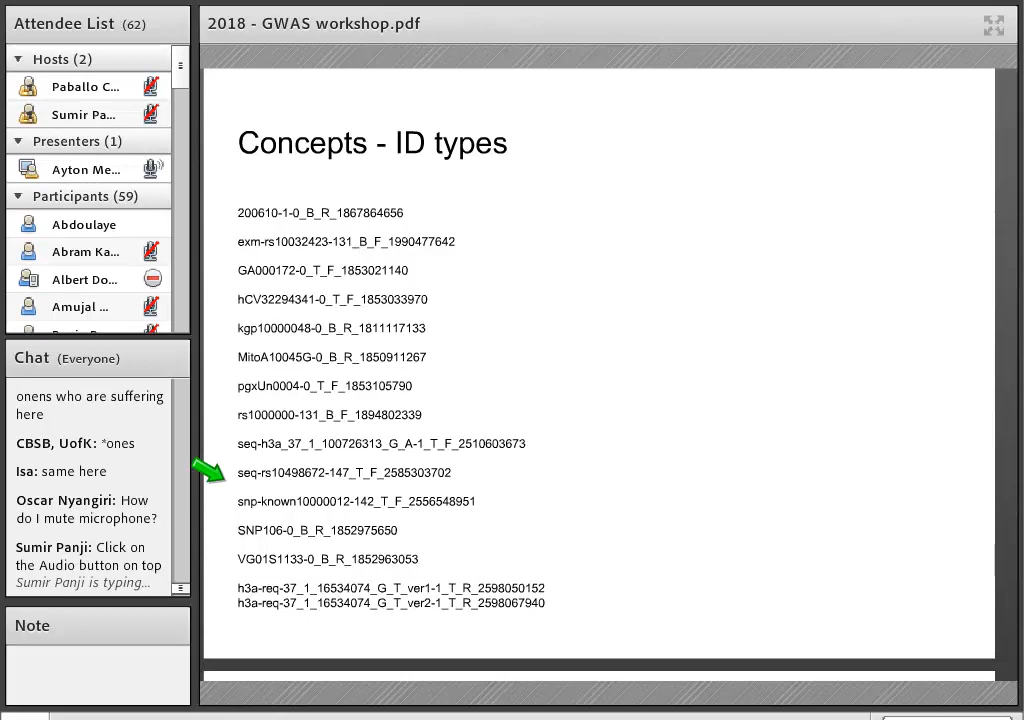 Attendee List (62)
Hosts (2)
Paballo C...
Sumir Pa...
Presenters (1)
Ayton Me...
Participants (59)
Abdoulaye
Abram Ka...
Albert Do...
Amujal ...
Chat (Everyone)
onens who are suffering
here
CBSB, UofK: *ones
Isa: same here
Oscar Nyangiri: How
do I mute microphone?
Sumir Panji: Click on
the Audio button on top
Sumir Panji is typing...
Note
2018 - GWAS workshop.pdf
Concepts - ID types
200610-1-0_B_R_1867864656
exm-rs10032423-131_B_F_1990477642
GA000172-0_T_F_1853021140
hCV32294341-0_T_F_1853033970
kgp10000048-0_B_R_1811117133
MitoA10045G-0_B_R_1850911267
pgxUn0004-0_T_F_1853105790
rs1000000-131_B_F_1894802339
seq-h3a_37_1_100726313_G_A-1_T_F_2510603673
seq-rs10498672-147_T_F_2585303702
snp-known10000012-142_T_F_2556548951
SNP106-0_B_R_1852975650
VG01S1133-0_B_R_1852963053
h3a-req-37_1_16534074_G_T_ver1-1_T_R_2598050152
h3a-req-37_1_16534074_G_T_ver2-1_T_R_2598067940